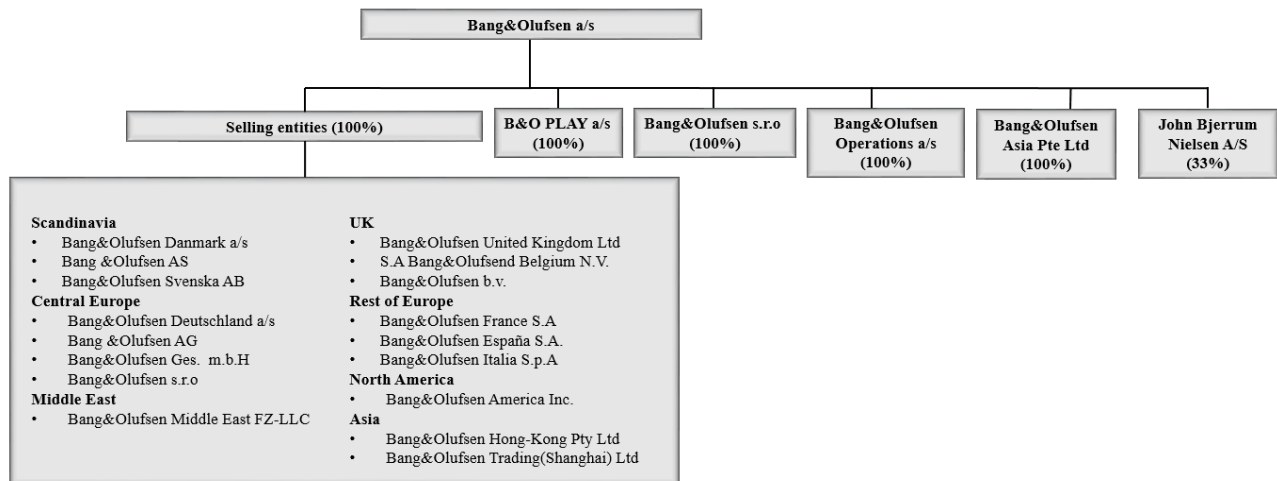 Bang&Olufsen a/s
Selling entities (100%)
B&O PLAY a/s
(100%)
Bang&Olufsen s.r.o
(100%)
Bang&Olufsen
Operations a/s
(100%)
Bang&Olufsen
Asia Pte Ltd
(100%)
John Bjerrum
Nielsen A/S
(33%)
Scandinavia
• Bang&Olufsen Danmark a/s
• Bang &Olufsen AS
• Bang&Olufsen Svenska AB
Central Europe
• Bang&Olufsen Deutschland a/s
• Bang &Olufsen AG
• Bang&Olufsen Ges. m.b.H
• Bang&Olufsen s.r.o
Middle East
• Bang&Olufsen Middle East FZ-LLC
UK
• Bang&Olufsen United Kingdom Ltd
• S.A Bang&Olufsend Belgium N.V.
• Bang&Olufsen b.v.
Rest of Europe
• Bang&Olufsen France S.A
• Bang&Olufsen España S.A.
• Bang&Olufsen Italia S.p.A
North America
• Bang&Olufsen America Inc.
Asia
• Bang&Olufsen Hong-Kong Pty Ltd
• Bang&Olufsen Trading(Shanghai) Ltd